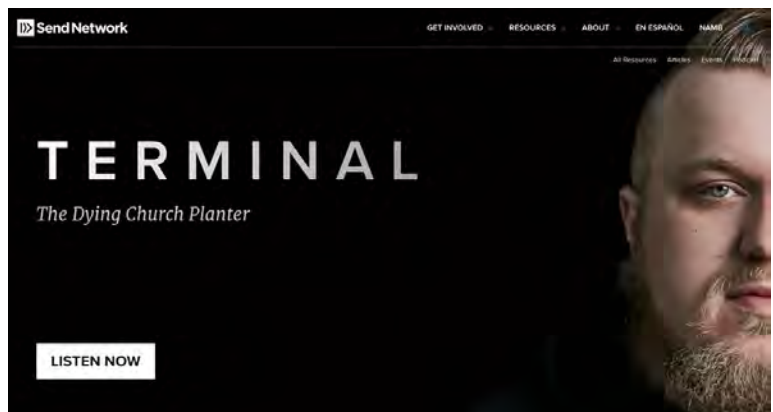 Send Network
GET INVOLVED RESOURCES ABOUT EN ESPAÑOL NAMB
All Resources Articles Events Podcast
TERMINAL
The Dying Church Planter
LISTEN NOW